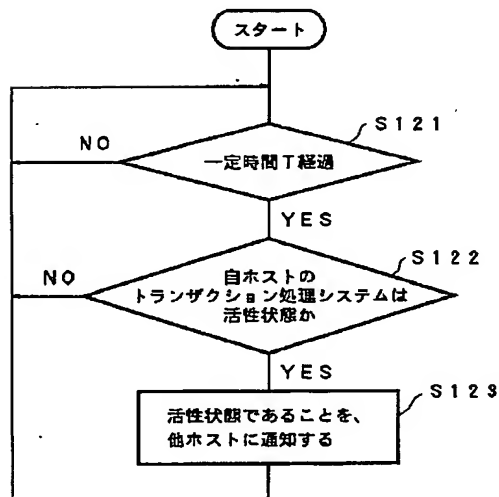 スタート
S121
NO
一定時間T経過
YES
S122
NO
自ホストの
トランザクション処理システムは
活性状態か
YES
S123
活性状態であることを、
他ホストに通知する